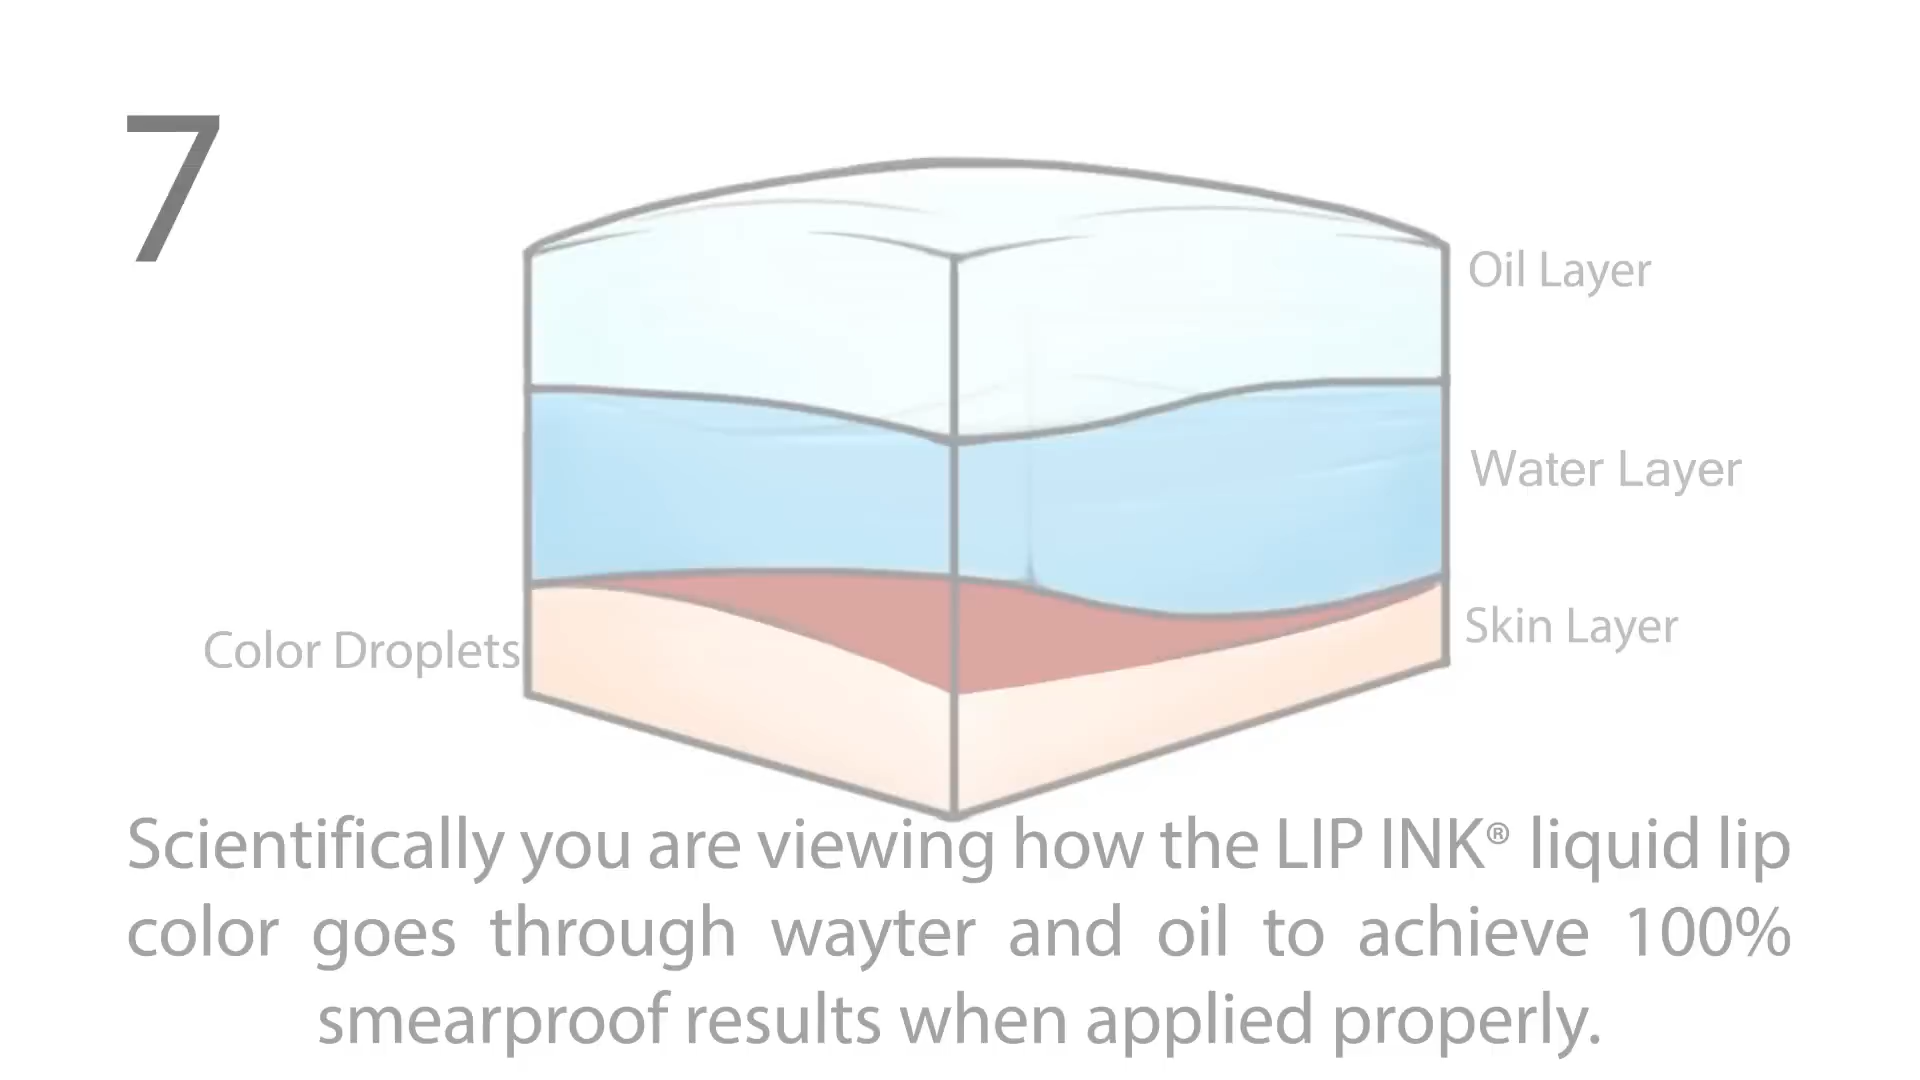 7
Oil Layer
Water Layer
Skin Layer
Color Droplets
Scientifically you are viewing how the LIP INK® liquid lip
color goes through wayter and oil to achieve 100%
smearproof results when applied properly.